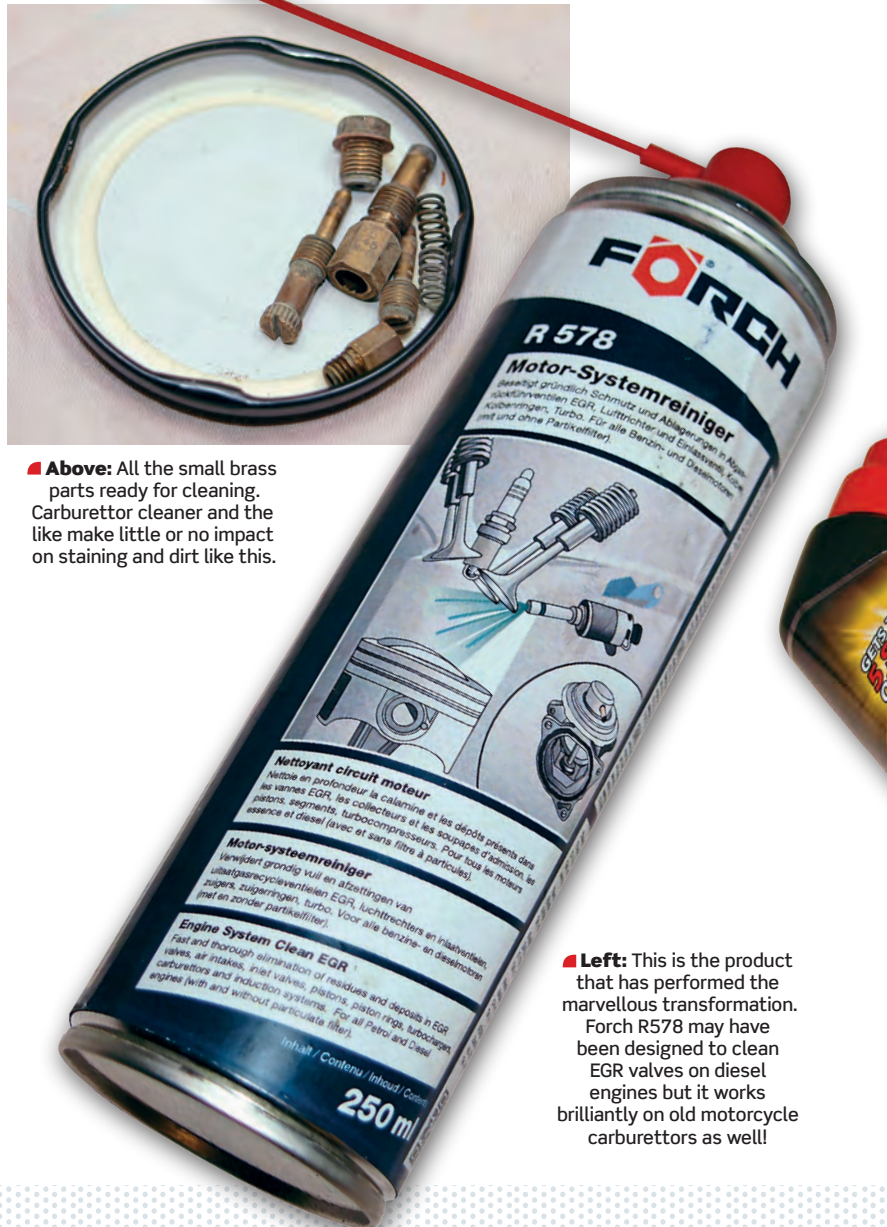 Above: All the small brass
parts ready for cleaning.
Carburettor cleaner and the
like make little or no impact
on staining and dirt like this.
FÖRCH
R 578
Motor-Systemreiniger
Beseitigt gründlich Schmutz und Ablagerungen in Abgas-
rückführventilen EGR, Lufttrichter und Einlassventil, Kolben,
Kolbenringen, Turbo. Für alle Benzin- und Dieselmotoren
(mit und ohne Partikelfilter).
Nettoyant circuit moteur
Nettoie en profondeur la calamine et les dépôts présents dans
les vannes EGR, les collecteurs et les soupapes d'admission, les
pistons, segments, turbocompresseurs. Pour tous les moteurs
essence et diesel (avec et sans filtre à particules).
Motor-systeemreiniger
Verwijdert grondig vuil en afzettingen van
uitlaatgasrecycleventielen EGR, luchttrechters en inlaatventielen,
zuigers, zuigerringen, turbo. Voor alle benzine- en dieselmotoren
(met en zonder partikelfilter).
Engine System Clean EGR
Fast and thorough elimination of residues and deposits in EGR
valves, air intakes, inlet valves, pistons, piston rings, turbochargers,
carburettors and induction systems. For all Petrol and Diesel
engines (with and without particulate filter).
Inhalt / Contenu / Inhoud /
250 ml
GETS
Left: This is the product
that has performed the
marvellous transformation.
Forch R578 may have
been designed to clean
EGR valves on diesel
engines but it works
brilliantly on old motorcycle
carburettors as well!